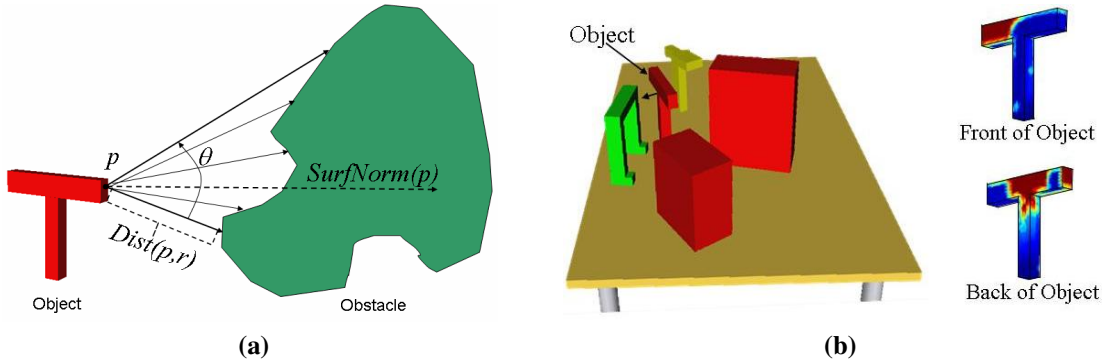 p
θ
SurfNorm(p)
Dist(p,r)
Object
Obstacle
(a)
Object
Front of Object
Back of Object
(b)